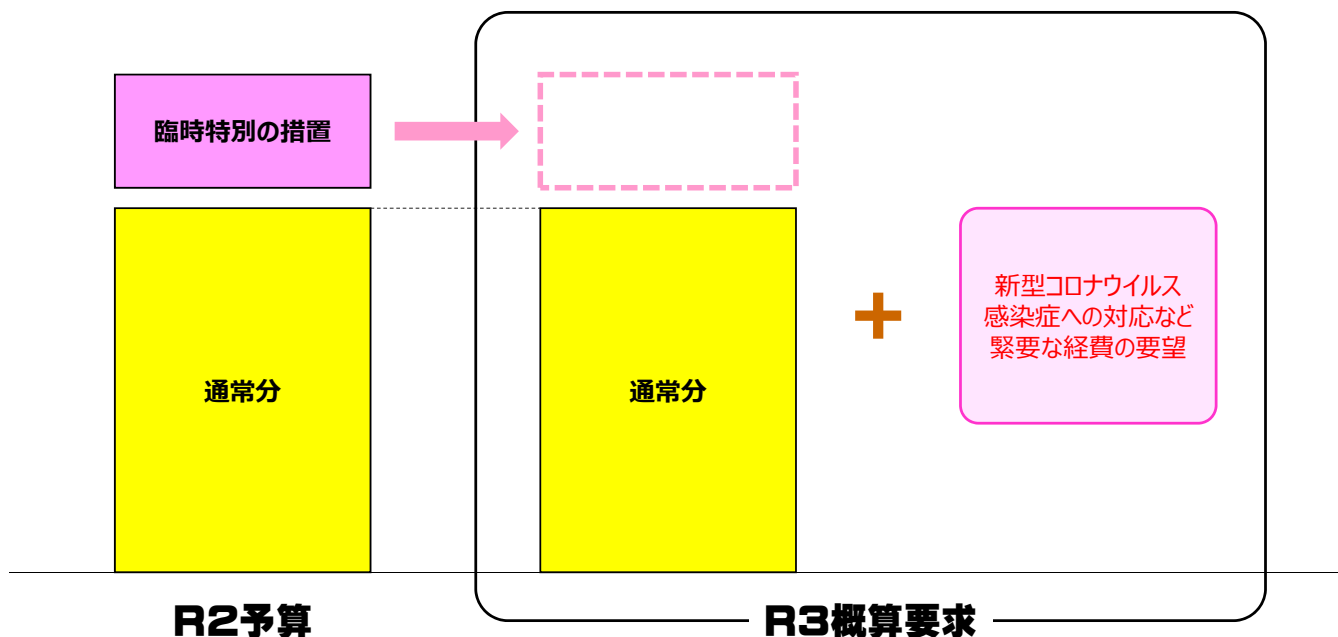 臨時特別の措置
通常分
通常分
新型コロナウイルス
感染症への対応など
緊要な経費の要望
R2予算
R3概算要求